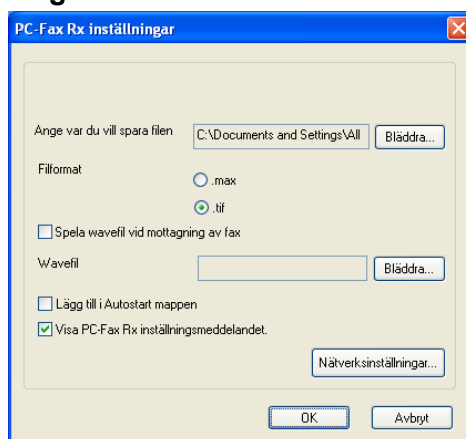 PC-Fax Rx inställningar
Ange var du vill spara filen C:\Documents and Settings\All Bläddra...
Filformat
.max
.tif
Spela wavefil vid mottagning av fax
Wavefil Bläddra...
Lägg till i Autostart mappen
Visa PC-Fax Rx inställningsmeddelandet.
Nätverksinställningar...
OK Avbryt